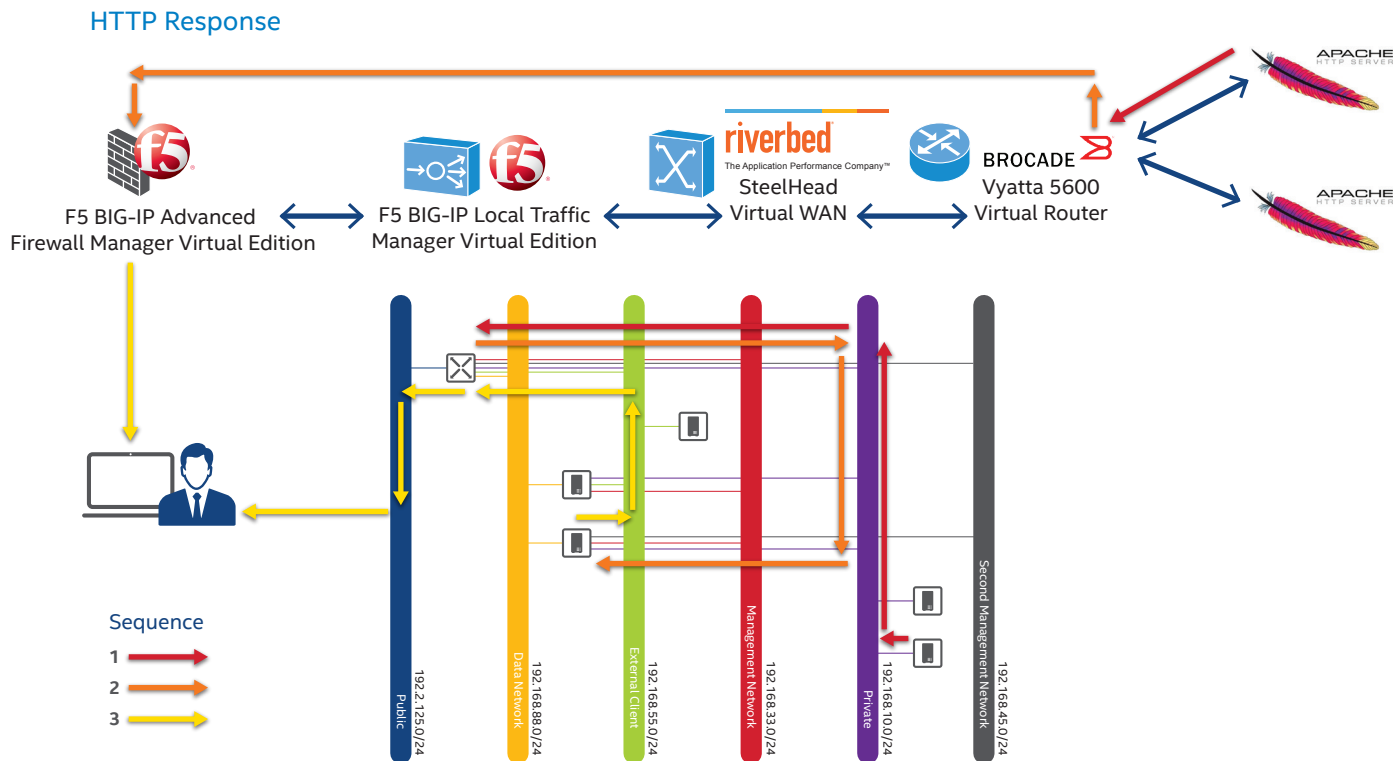 HTTP Response
APACHE
HTTP SERVER
f5
f5
riverbed
The Application Performance Company™
BROCADE
APACHE
HTTP SERVER
F5 BIG-IP Advanced
Firewall Manager Virtual Edition
F5 BIG-IP Local Traffic
Manager Virtual Edition
SteelHead
Virtual WAN
Vyatta 5600
Virtual Router
Sequence
1
2
3
Public
192.2.125.0/24
Data Network
192.168.88.0/24
External Client
192.168.55.0/24
Management Network
192.168.33.0/24
Private
192.168.10.0/24
Second Management Network
192.168.45.0/24